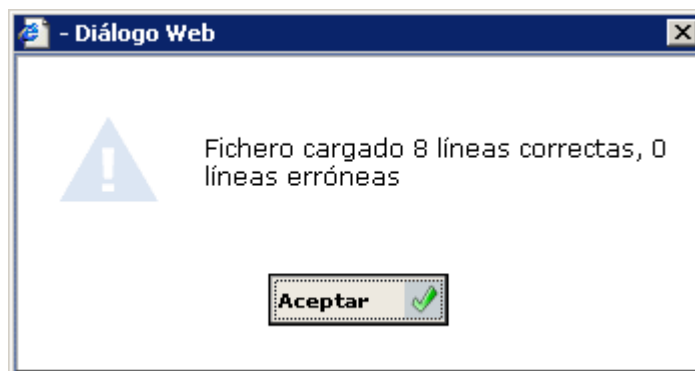 - Diálogo Web
Fichero cargado 8 líneas correctas, 0
líneas erróneas
Aceptar